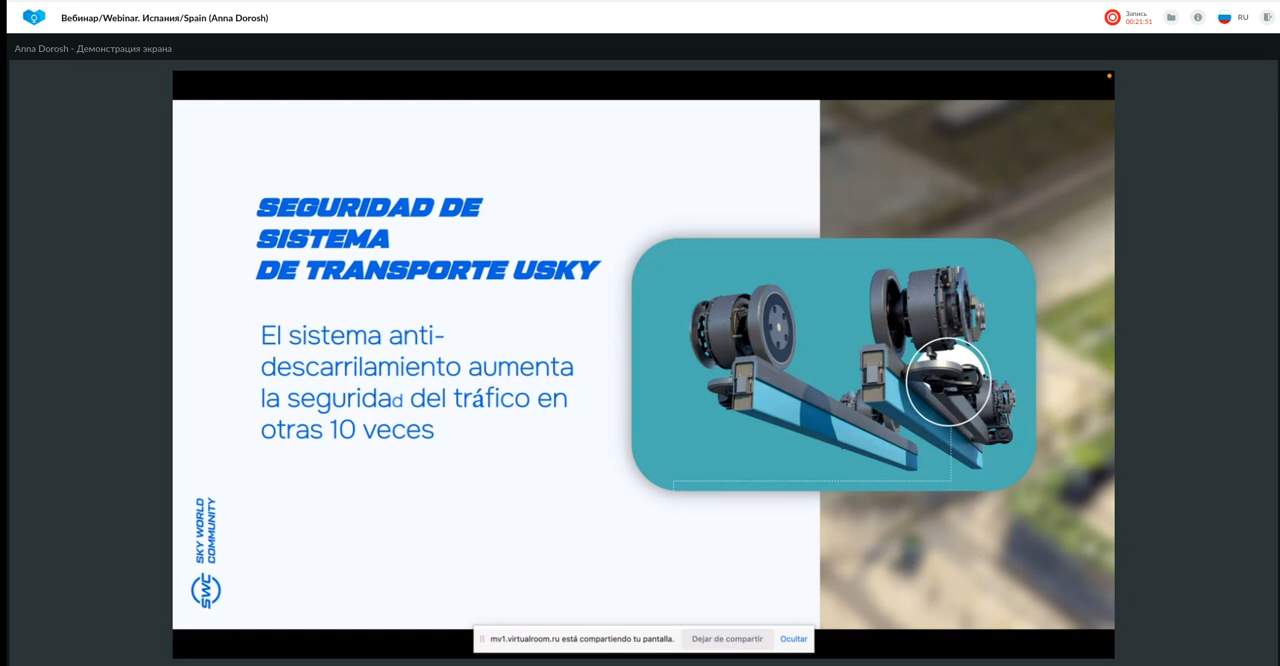 Вебинар/Webinar. Испания/Spain (Anna Dorosh)
Запись
00:21:51
RU
Anna Dorosh - Демонстрация экрана
SEGURIDAD DE
SISTEMA
DE TRANSPORTE USKY
El sistema anti-
descarrilamiento aumenta
la seguridad del tráfico en
otras 10 veces
SKY WORLD
COMMUNITY
SWC
mv1.virtualroom.ru está compartiendo tu pantalla.
Dejar de compartir
Ocultar